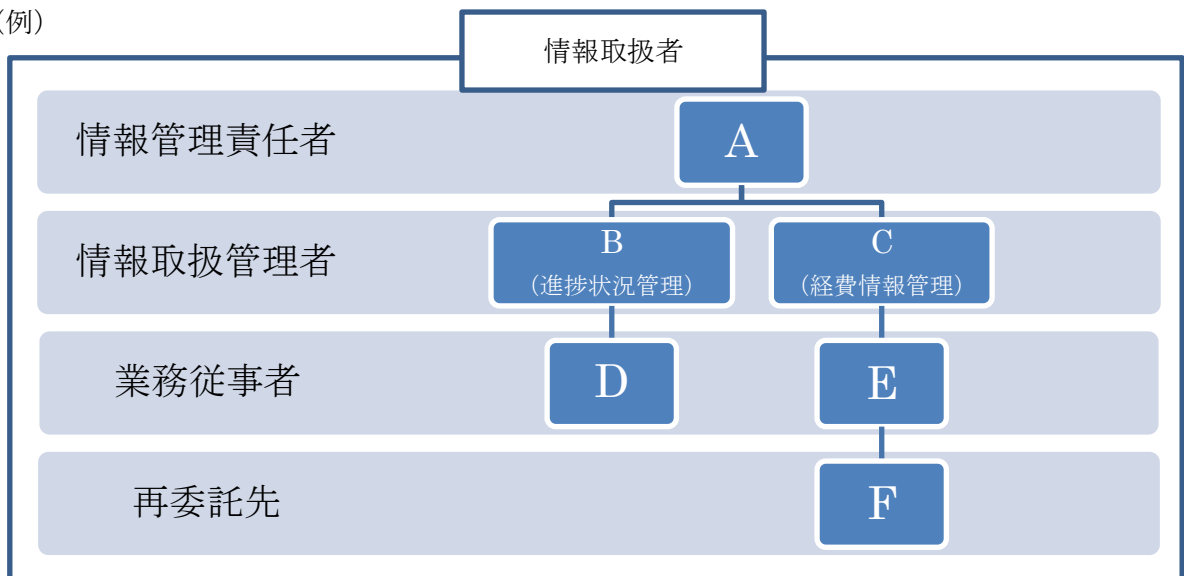 (例)
情報取扱者
情報管理責任者
A
情報取扱管理者
B
(進捗状況管理)
C
(経費情報管理)
業務従事者
D
E
再委託先
F